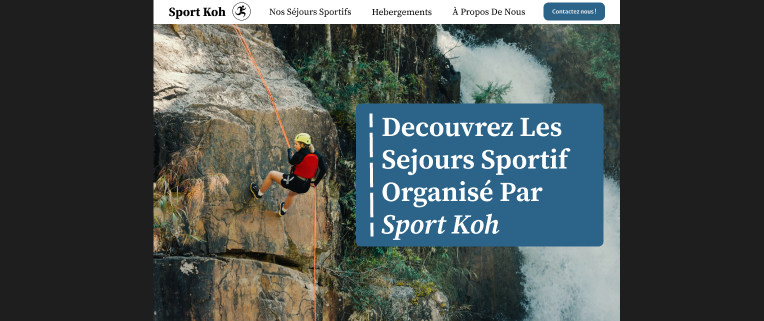 Sport Koh
Nos Séjours Sportifs
Hebergements
À Propos De Nous
Contactez nous !
Decouvrez Les
Sejours Sportif
Organisé Par
Sport Koh